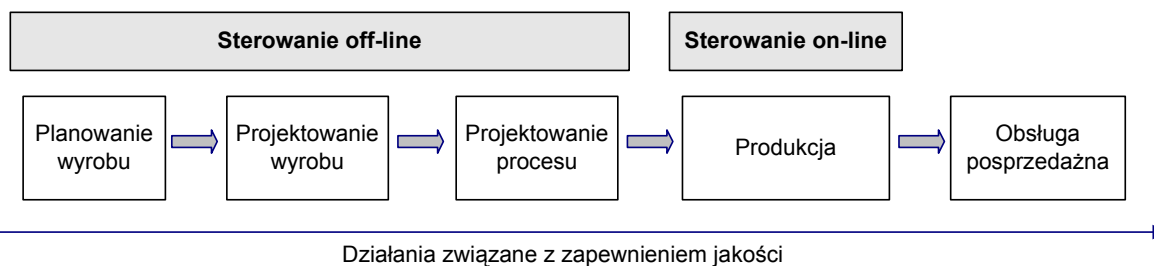 Sterowanie off-line
Sterowanie on-line
Planowanie
wyrobu
Projektowanie
wyrobu
Projektowanie
procesu
Produkcja
Obsługa
posprzedażna
Działania związane z zapewnieniem jakości